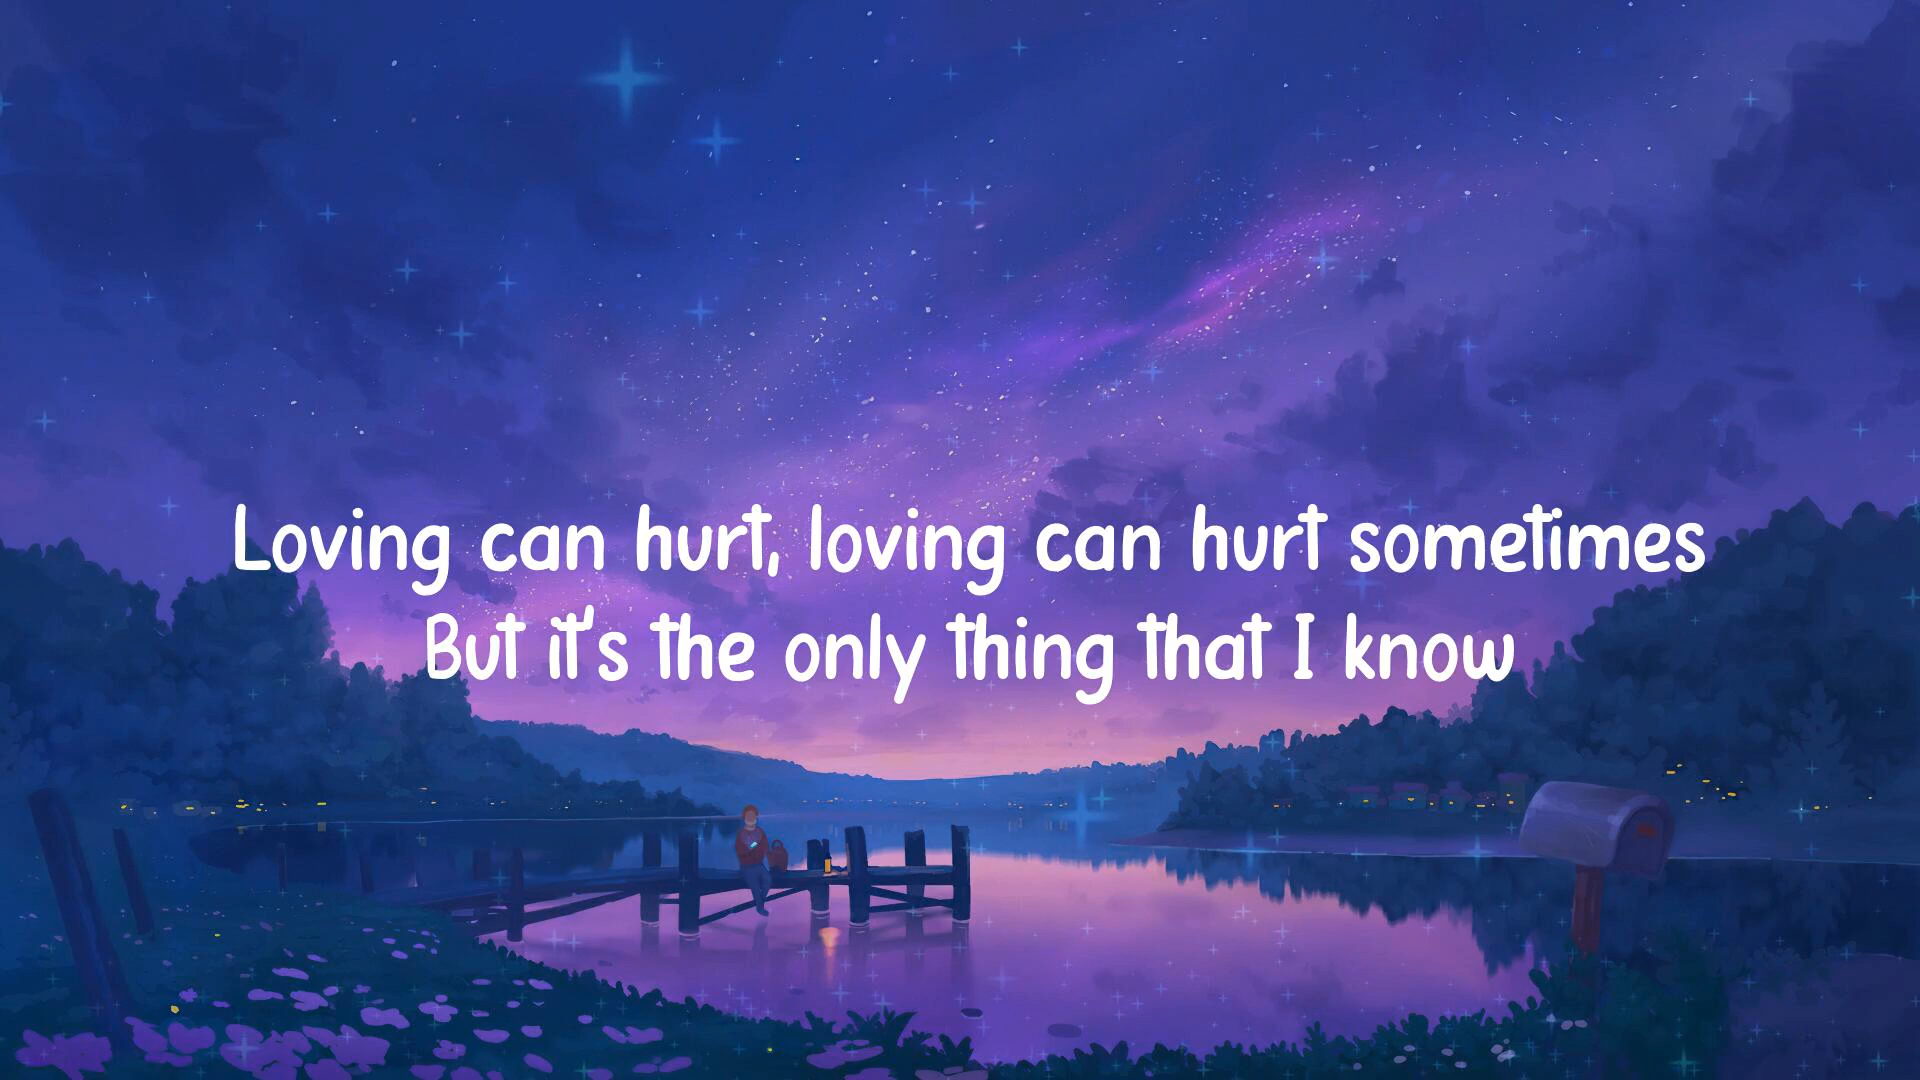 Loving can hurt, loving can hurt sometimes
But it's the only thing that I know